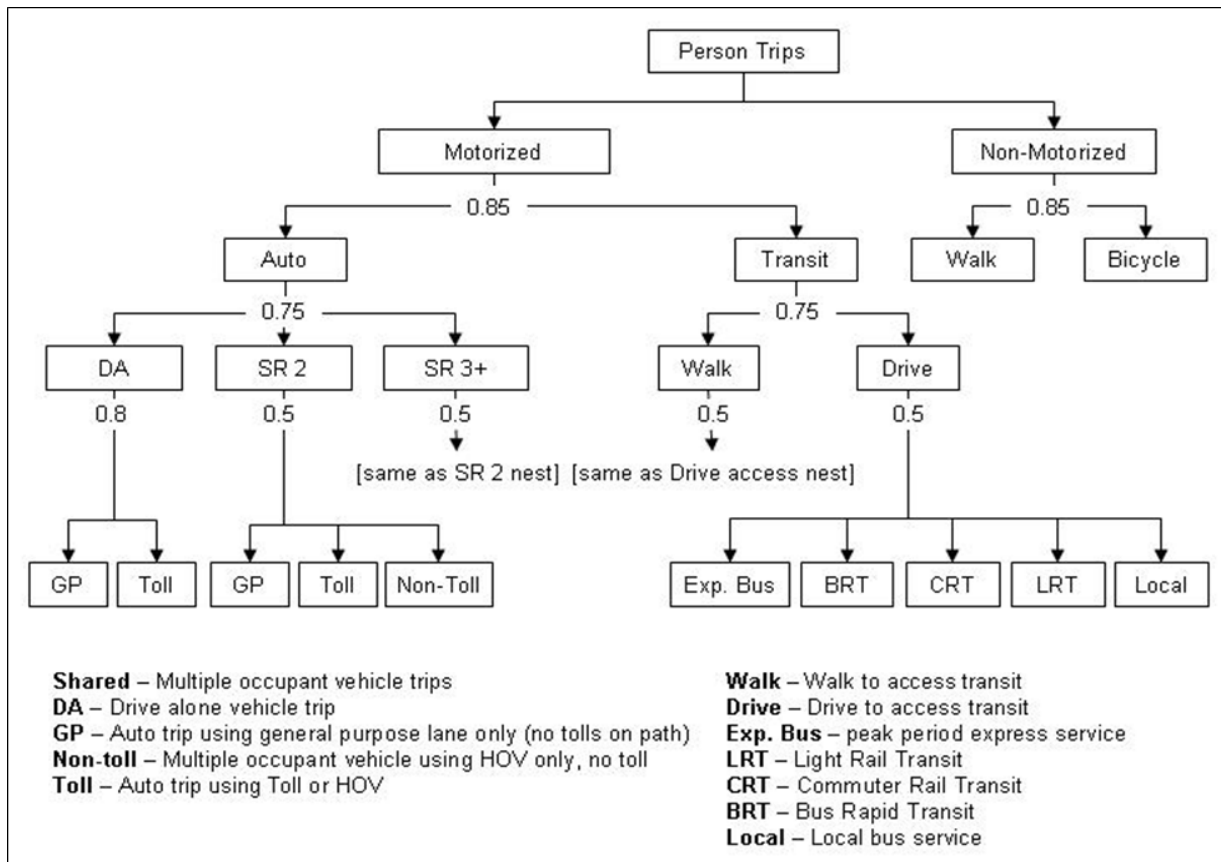 Person Trips
Motorized
Non-Motorized
0.85
0.85
Auto
Transit
Walk
Bicycle
0.75
0.75
DA
SR 2
SR 3+
Walk
Drive
0.8
0.5
0.5
0.5
0.5
[same as SR 2 nest]
[same as Drive access nest]
GP
Toll
GP
Toll
Non-Toll
Exp. Bus
BRT
CRT
LRT
Local
Shared – Multiple occupant vehicle trips
DA – Drive alone vehicle trip
GP – Auto trip using general purpose lane only (no tolls on path)
Non-toll – Multiple occupant vehicle using HOV only, no toll
Toll – Auto trip using Toll or HOV
Walk – Walk to access transit
Drive – Drive to access transit
Exp. Bus – peak period express service
LRT – Light Rail Transit
CRT – Commuter Rail Transit
BRT – Bus Rapid Transit
Local – Local bus service